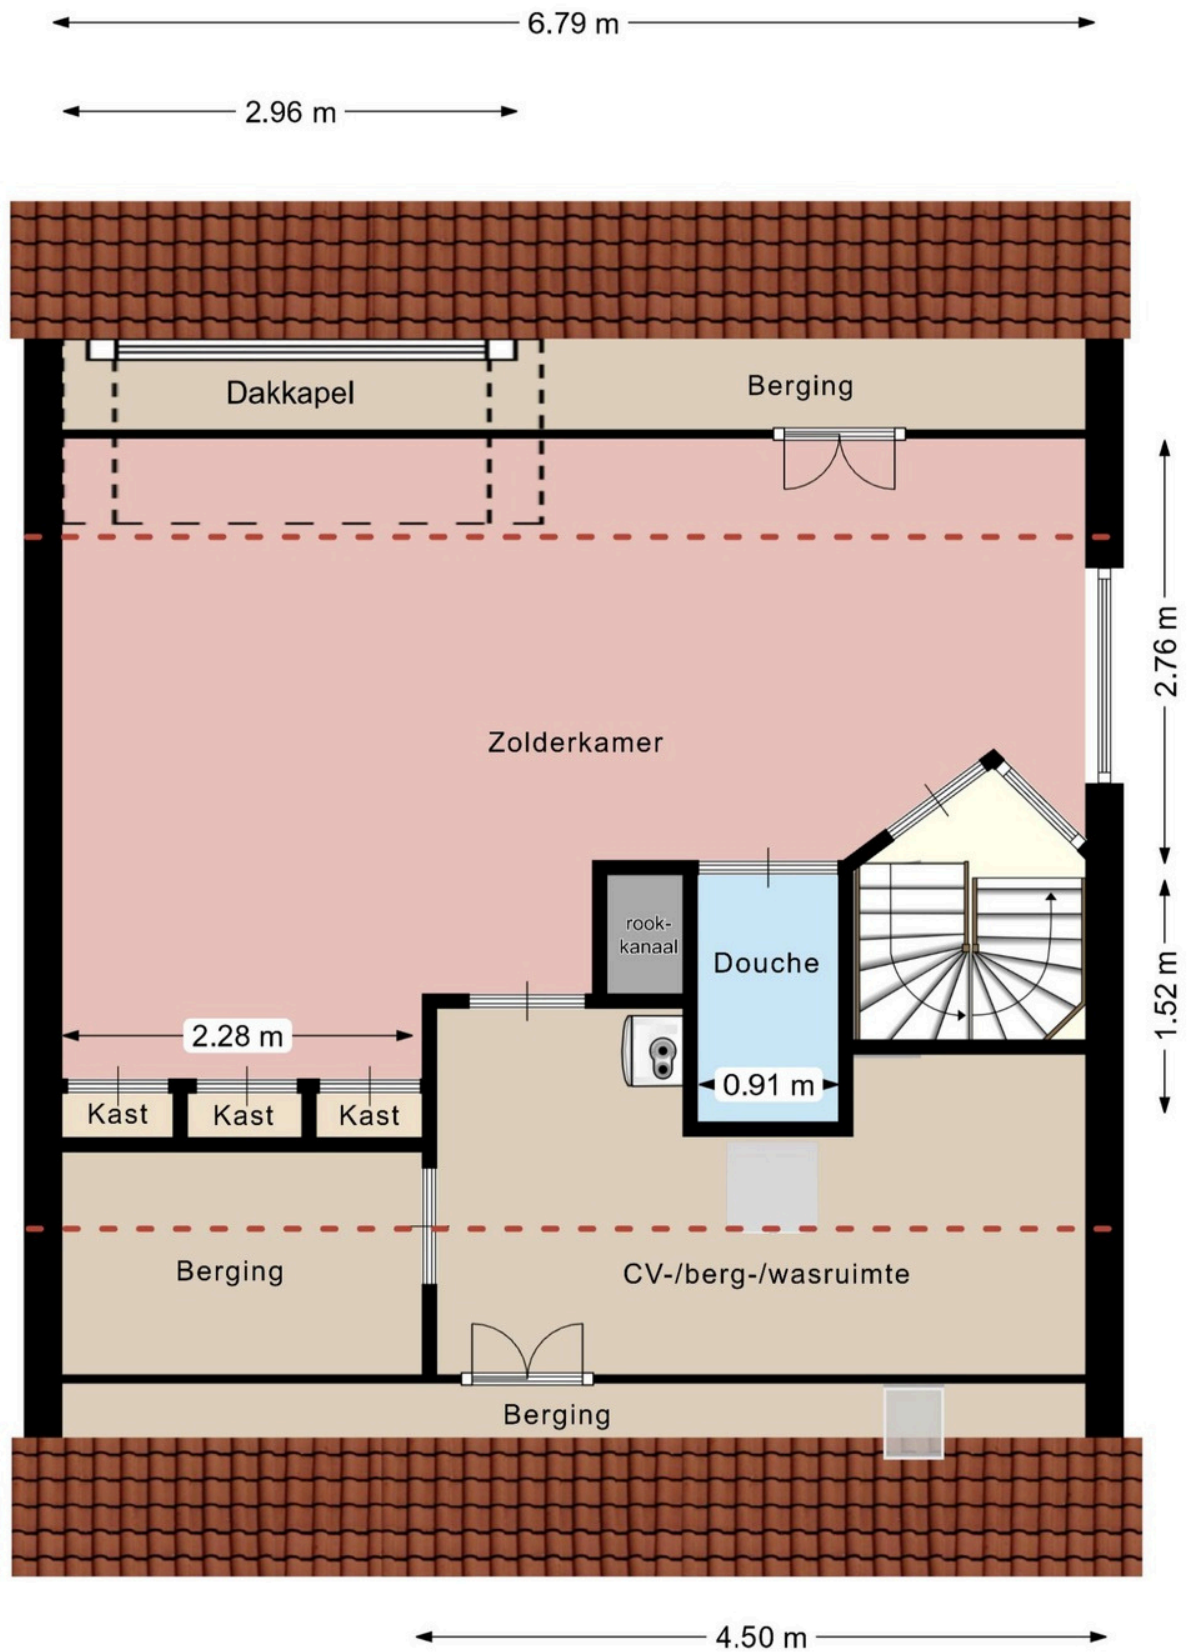 6.79 m
2.96 m
Dakkapel
Berging
2.76 m
Zolderkamer
rook-
kanaal
Douche
1.52 m
2.28 m
0.91 m
Kast
Kast
Kast
Berging
CV-/berg-/wasruimte
Berging
4.50 m